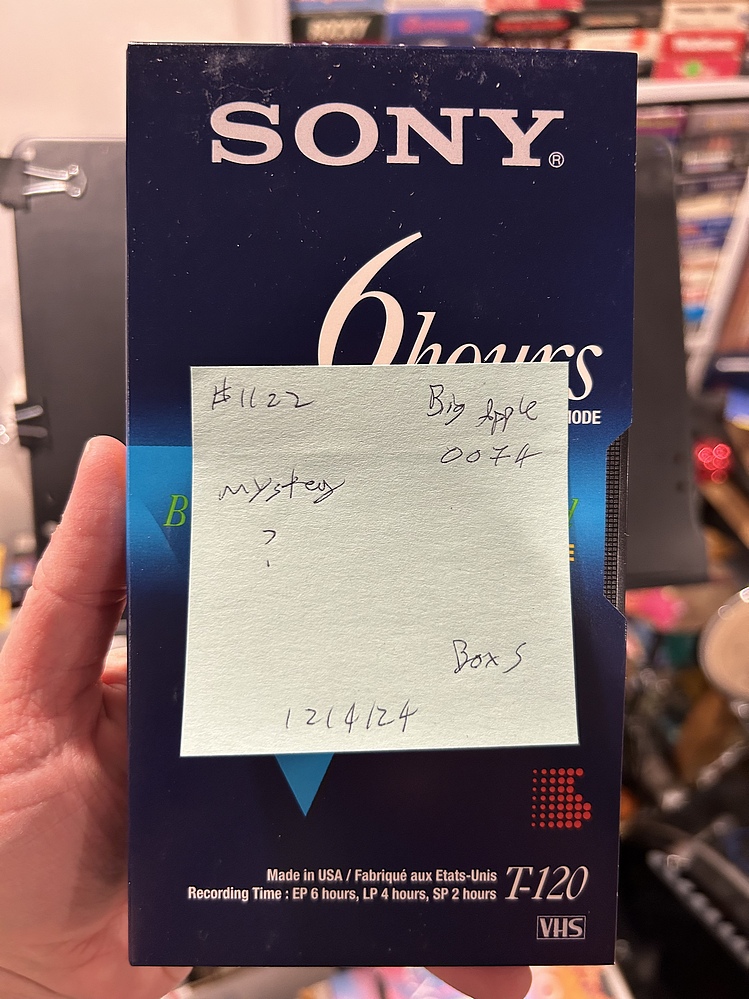 SONY®
6 hours
MODE
#1122
Big Apple
0074
mystery
?
B
Box 5
12/4/24
Made in USA / Fabriqué aux Etats-Unis
Recording Time : EP 6 hours, LP 4 hours, SP 2 hours
T-120
VHS